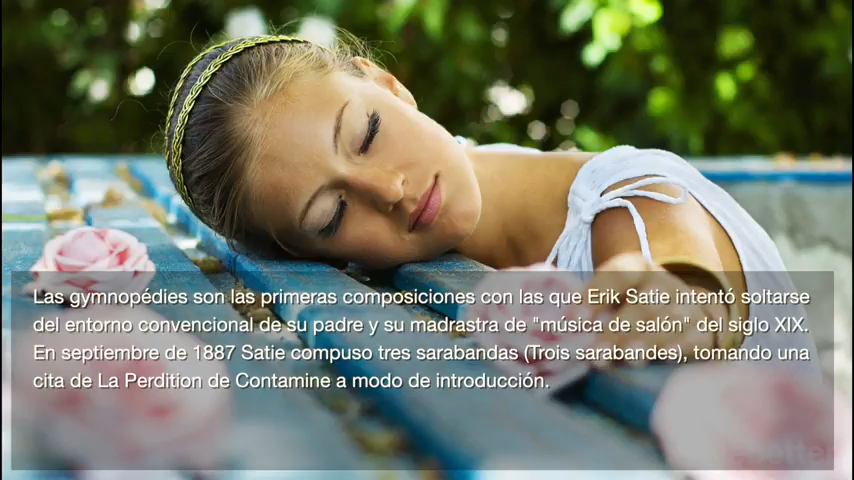 Las gymnopédies son las primeras composiciones con las que Erik Satie intentó soltarse
del entorno convencional de su padre y su madrastra de "música de salón" del siglo XIX.
En septiembre de 1887 Satie compuso tres sarabandas (Trois sarabandes), tomando una
cita de La Perdition de Contamine a modo de introducción.